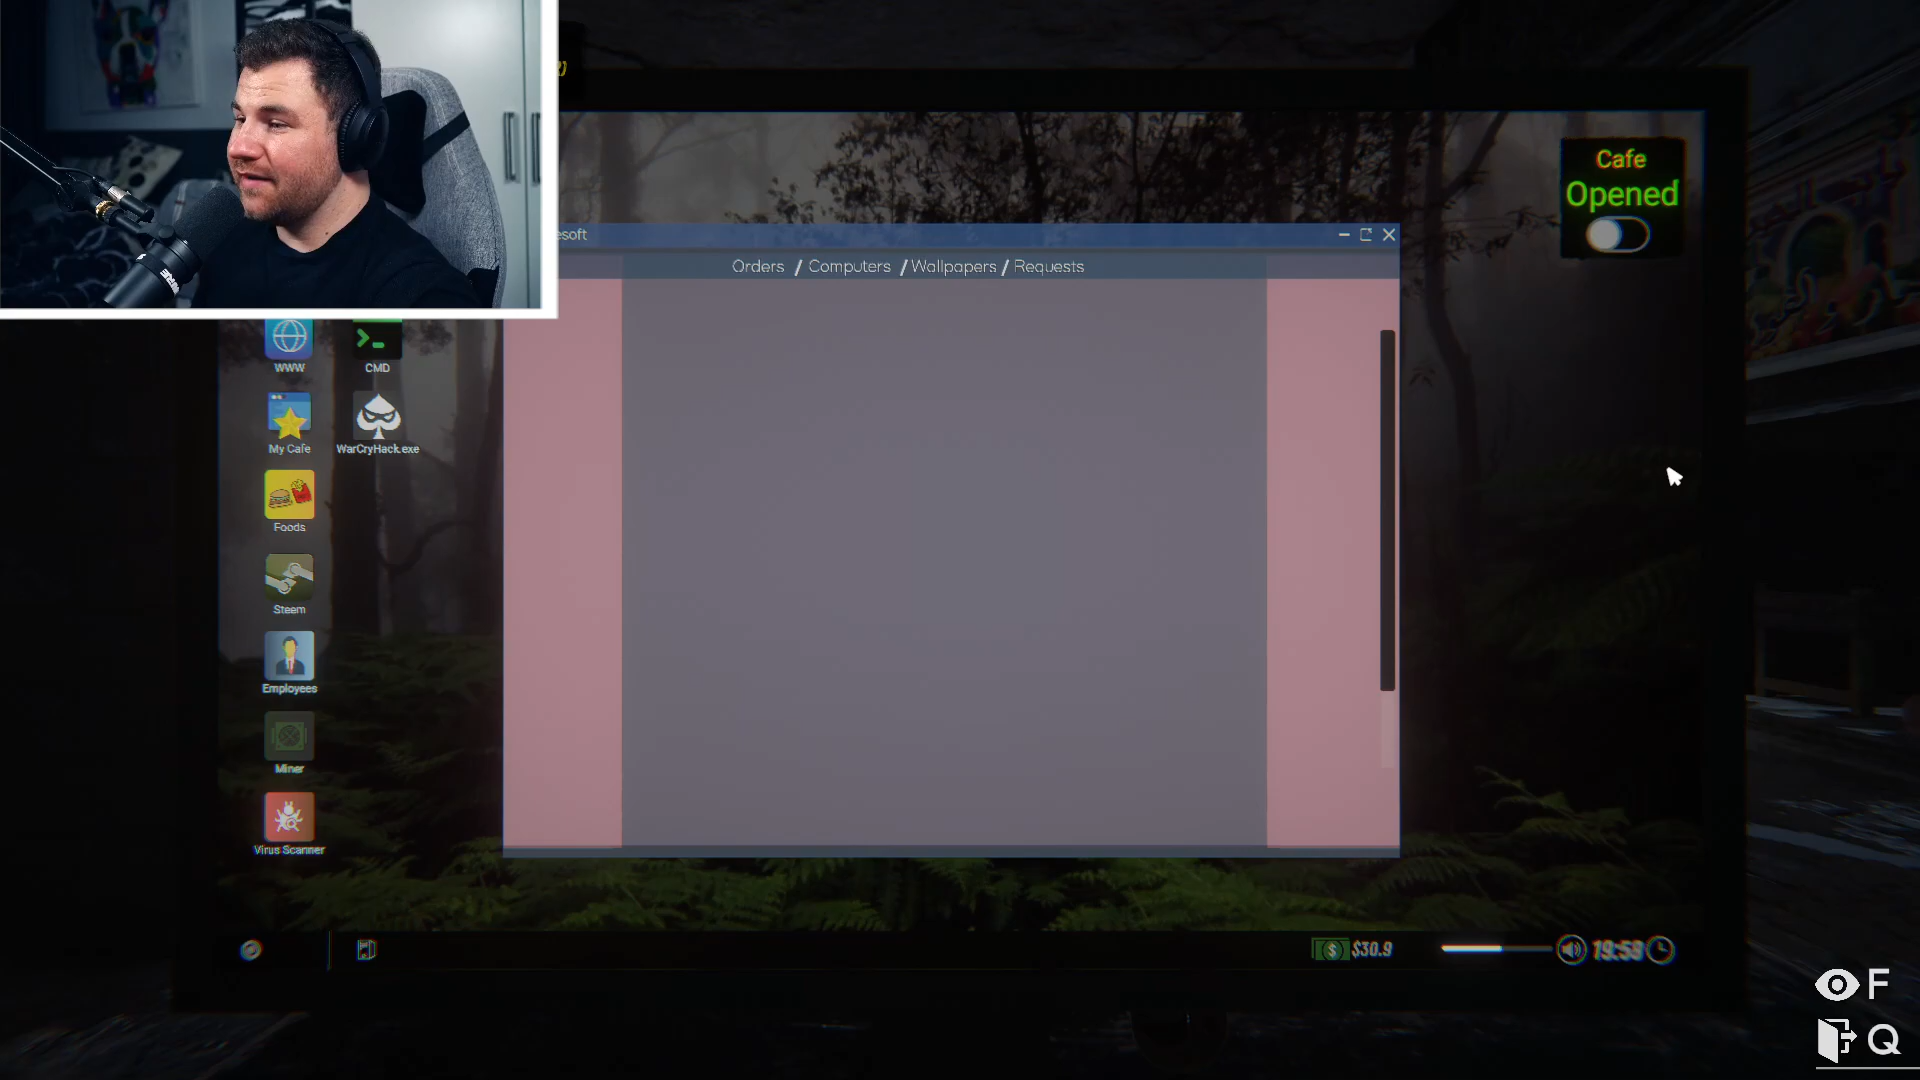 Cafe
Opened
esoft
Orders / Computers / Wallpapers / Requests
WWW
CMD
My Cafe
WarCryHack.exe
Foods
Steem
Employees
Miner
Virus Scanner
$30.9
19:58
F
Q